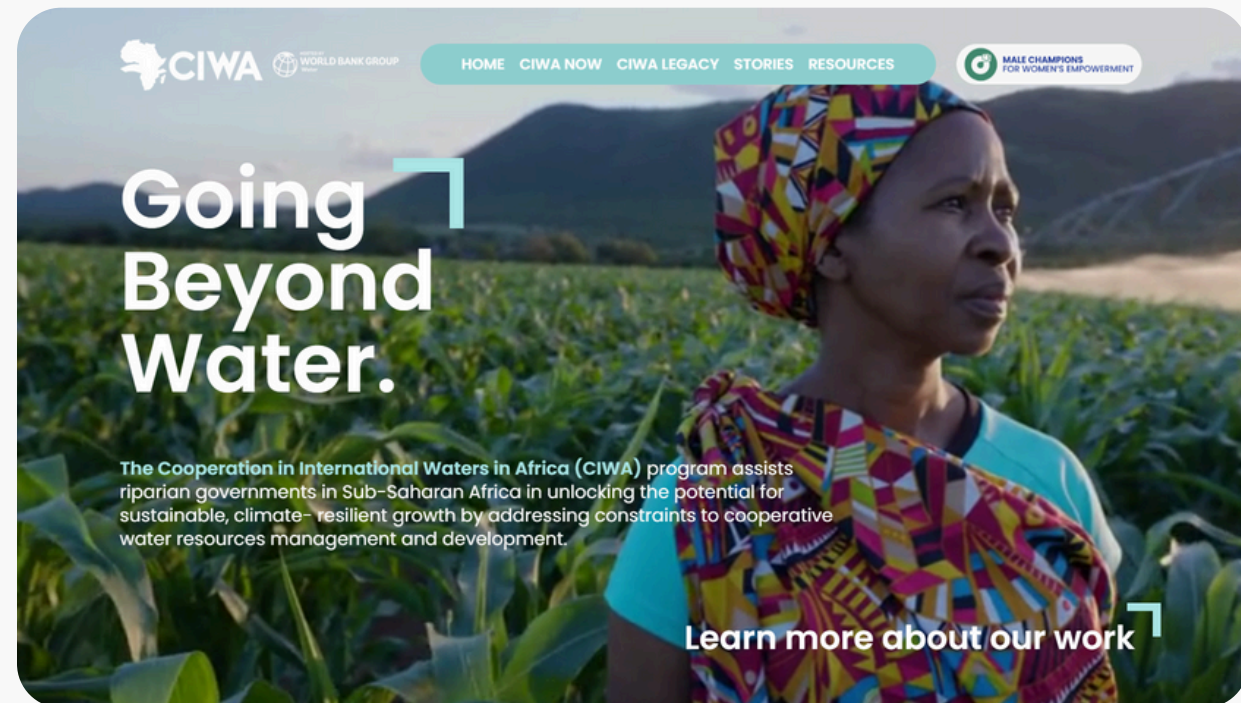 CIWA
WORLD BANK GROUP
HOME CIWA NOW CIWA LEGACY STORIES RESOURCES
MALE CHAMPIONS
FOR WOMEN'S EMPOWERMENT
Going
Beyond
Water.
The Cooperation in International Waters in Africa (CIWA) program assists
riparian governments in Sub-Saharan Africa in unlocking the potential for
sustainable, climate- resilient growth by addressing constraints to cooperative
water resources management and development.
Learn more about our work